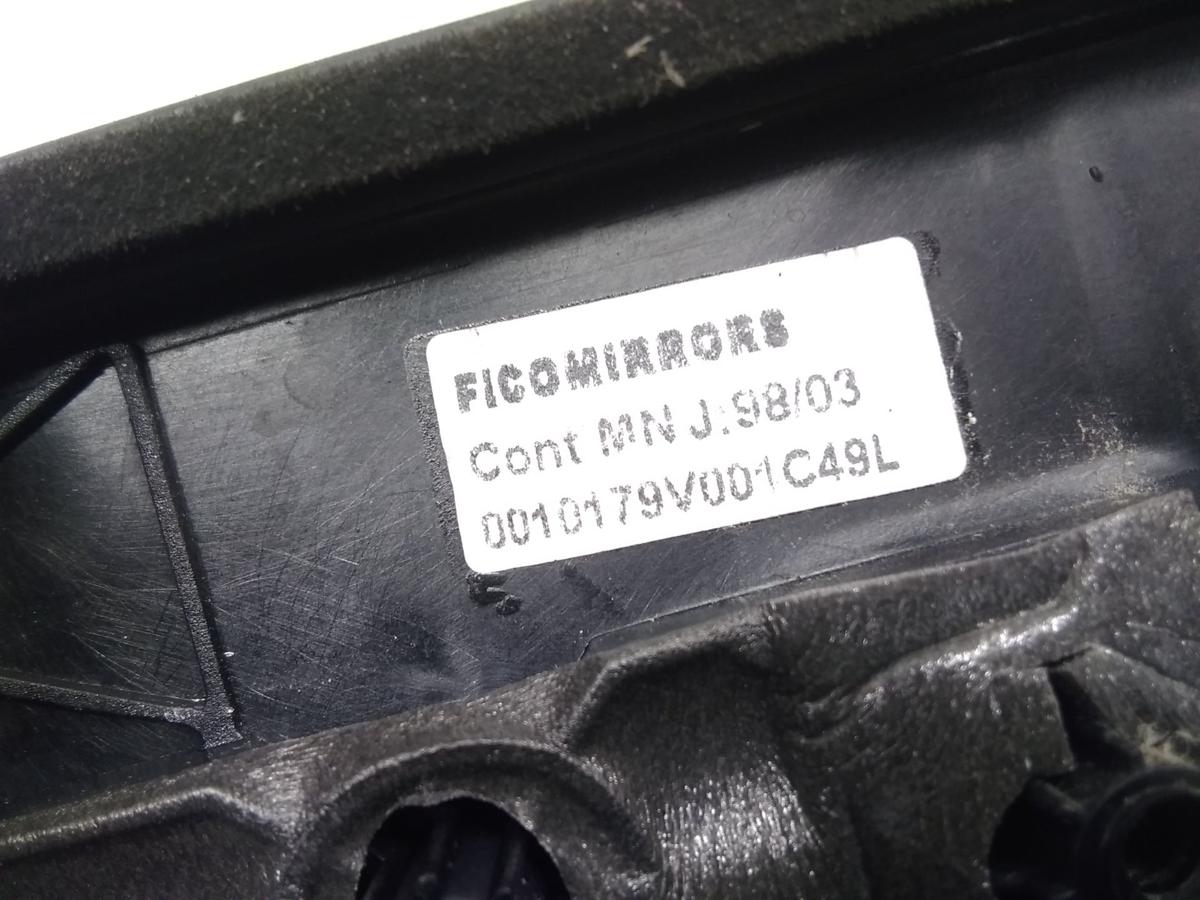 FICOMIRRORS
Cont MN J:98/03
0010179V001C49L